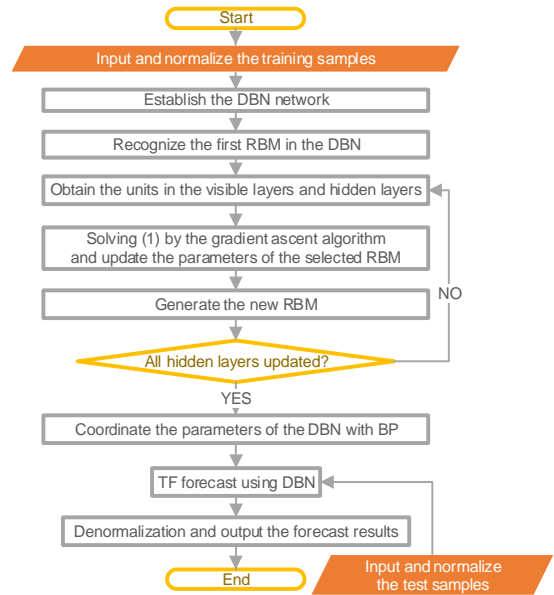 Start
Input and normalize the training samples
Establish the DBN network
Recognize the first RBM in the DBN
Obtain the units in the visible layers and hidden layers
Solving (1) by the gradient ascent algorithm
and update the parameters of the selected RBM
NO
Generate the new RBM
All hidden layers updated?
YES
Coordinate the parameters of the DBN with BP
TF forecast using DBN
Denormalization and output the forecast results
Input and normalize
the test samples
End